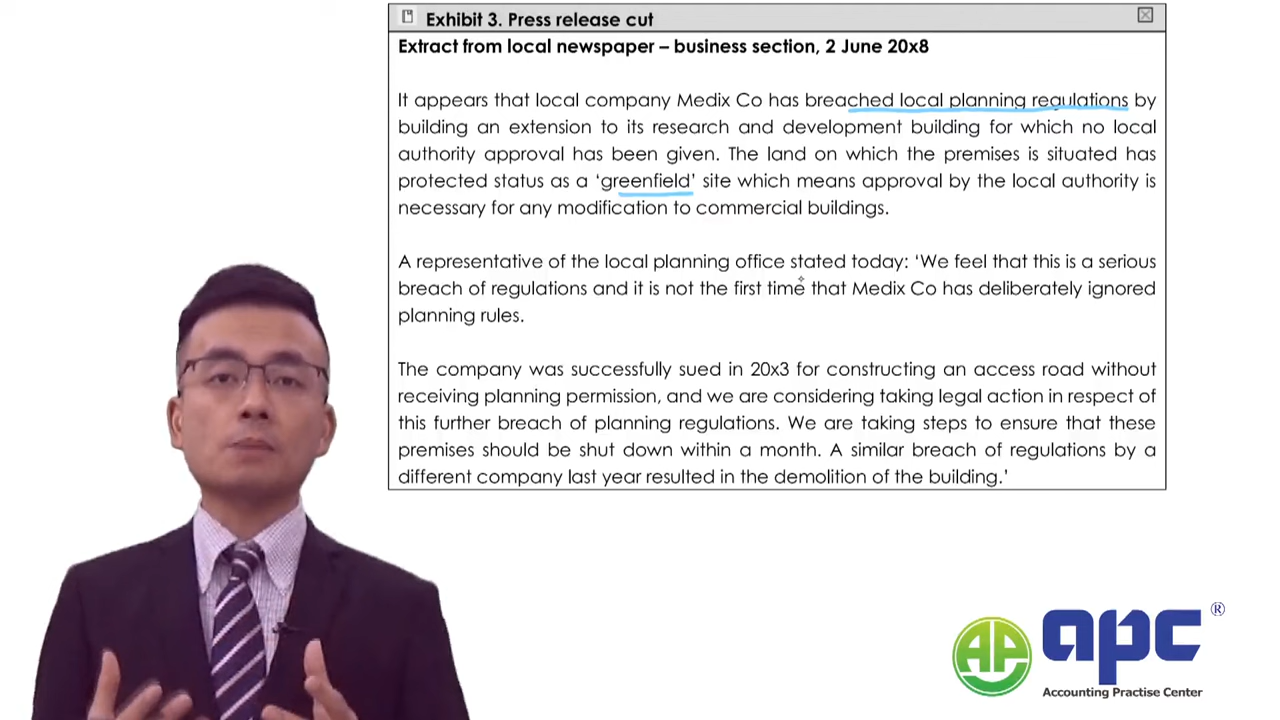 Exhibit 3. Press release cut
Extract from local newspaper – business section, 2 June 20x8
It appears that local company Medix Co has breached local planning regulations by
building an extension to its research and development building for which no local
authority approval has been given. The land on which the premises is situated has
protected status as a ‘greenfield’ site which means approval by the local authority is
necessary for any modification to commercial buildings.
A representative of the local planning office stated today: ‘We feel that this is a serious
breach of regulations and it is not the first time that Medix Co has deliberately ignored
planning rules.
The company was successfully sued in 20x3 for constructing an access road without
receiving planning permission, and we are considering taking legal action in respect of
this further breach of planning regulations. We are taking steps to ensure that these
premises should be shut down within a month. A similar breach of regulations by a
different company last year resulted in the demolition of the building.’
AP
apc ®
Accounting Practise Center